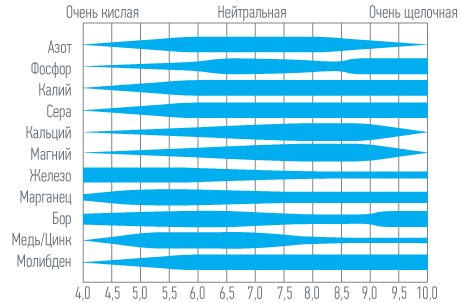 Очень кислая Нейтральная Очень щелочная
Азот
Фосфор
Калий
Сера
Кальций
Магний
Железо
Марганец
Бор
Медь/Цинк
Молибден
4,0 4,5 5,0 5,5 6,0 6,5 7,0 7,5 8,0 8,5 9,0 9,5 10,0